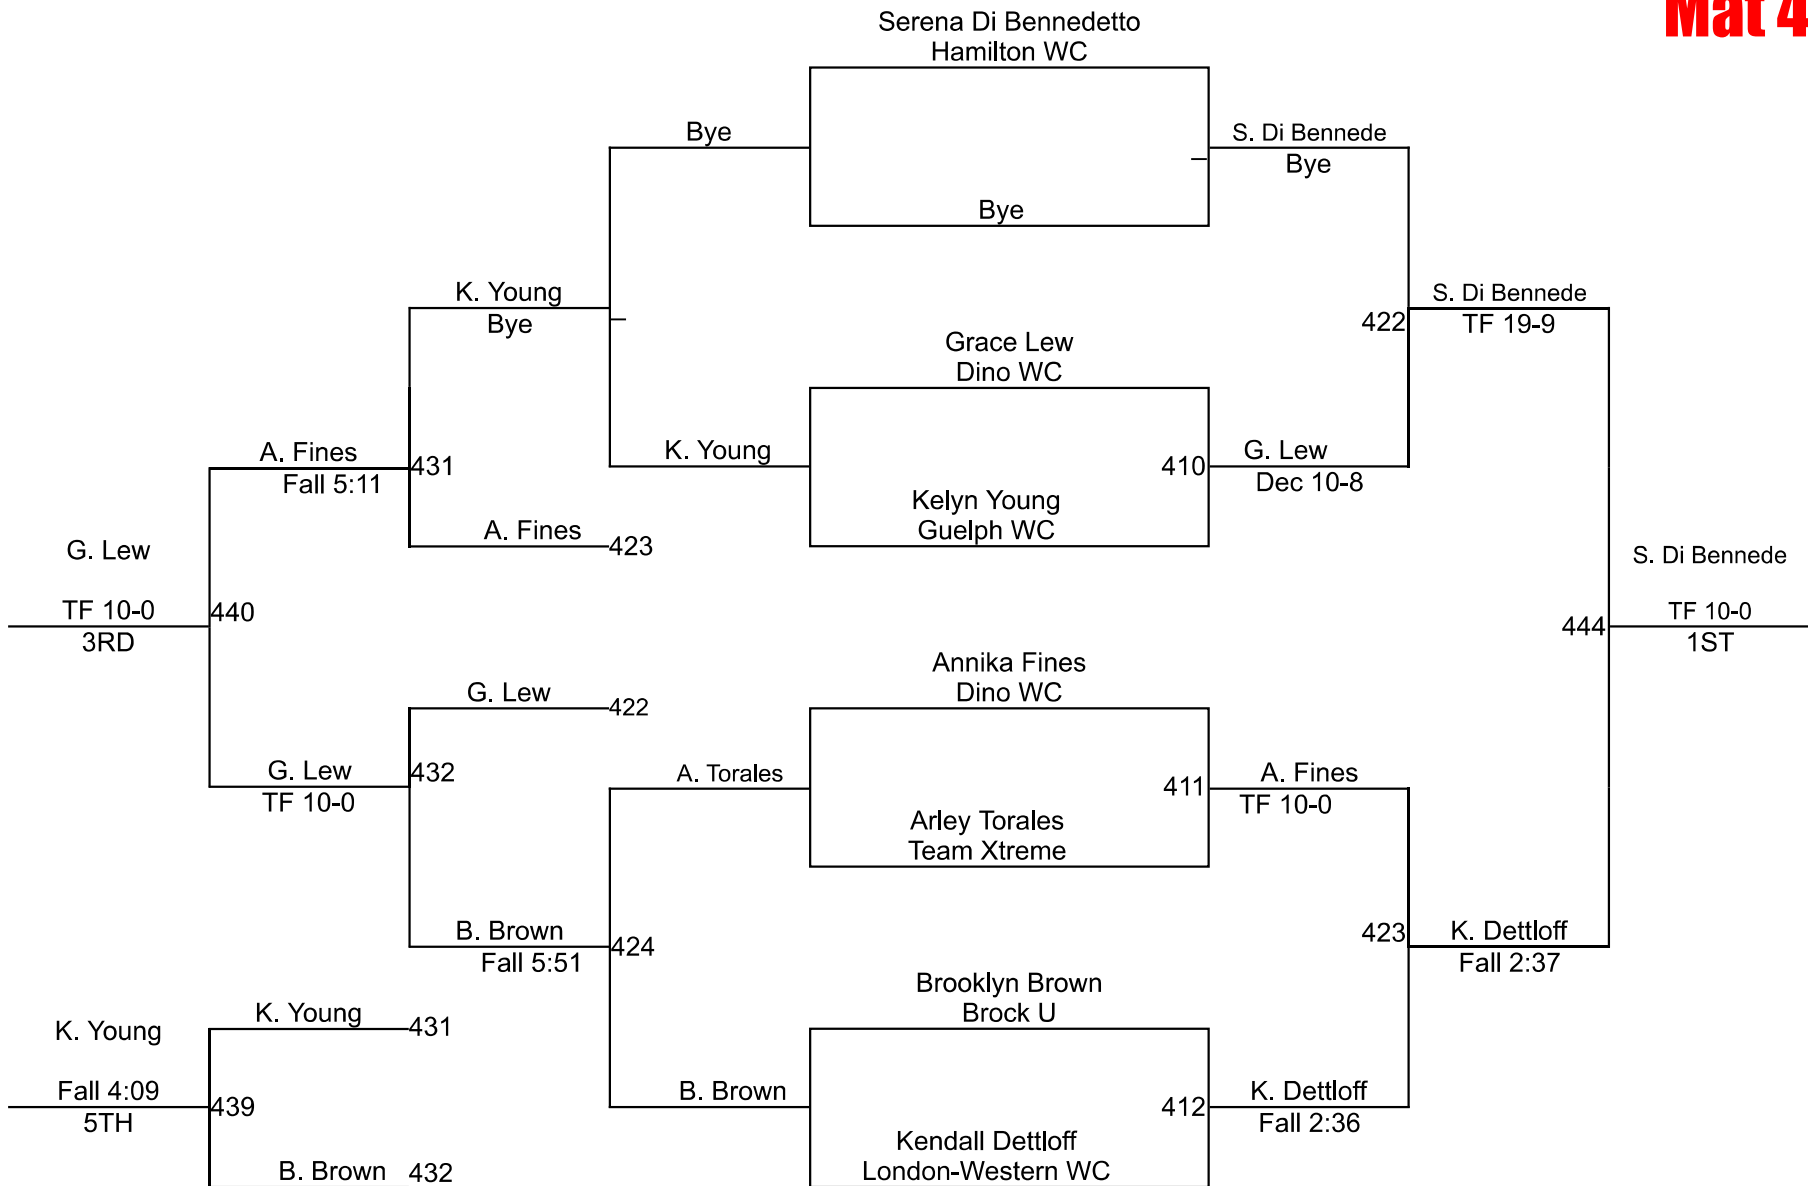 Mat 4
Serena Di Bennedetto
Hamilton WC
Bye
S. Di Bennede
Bye
Bye
K. Young
Bye
S. Di Bennede
422
TF 19-9
Grace Lew
Dino WC
A. Fines
431
Fall 5:11
K. Young
410
G. Lew
Dec 10-8
Kelyn Young
Guelph WC
A. Fines
423
G. Lew
S. Di Bennede
TF 10-0
440
3RD
444
TF 10-0
1ST
Annika Fines
Dino WC
G. Lew
422
G. Lew
432
TF 10-0
A. Torales
411
A. Fines
TF 10-0
Arley Torales
Team Xtreme
B. Brown
424
Fall 5:51
423
K. Dettloff
Fall 2:37
Brooklyn Brown
Brock U
K. Young
K. Young
431
Fall 4:09
439
5TH
B. Brown
412
K. Dettloff
Fall 2:36
Kendall Dettloff
London-Western WC
B. Brown
432